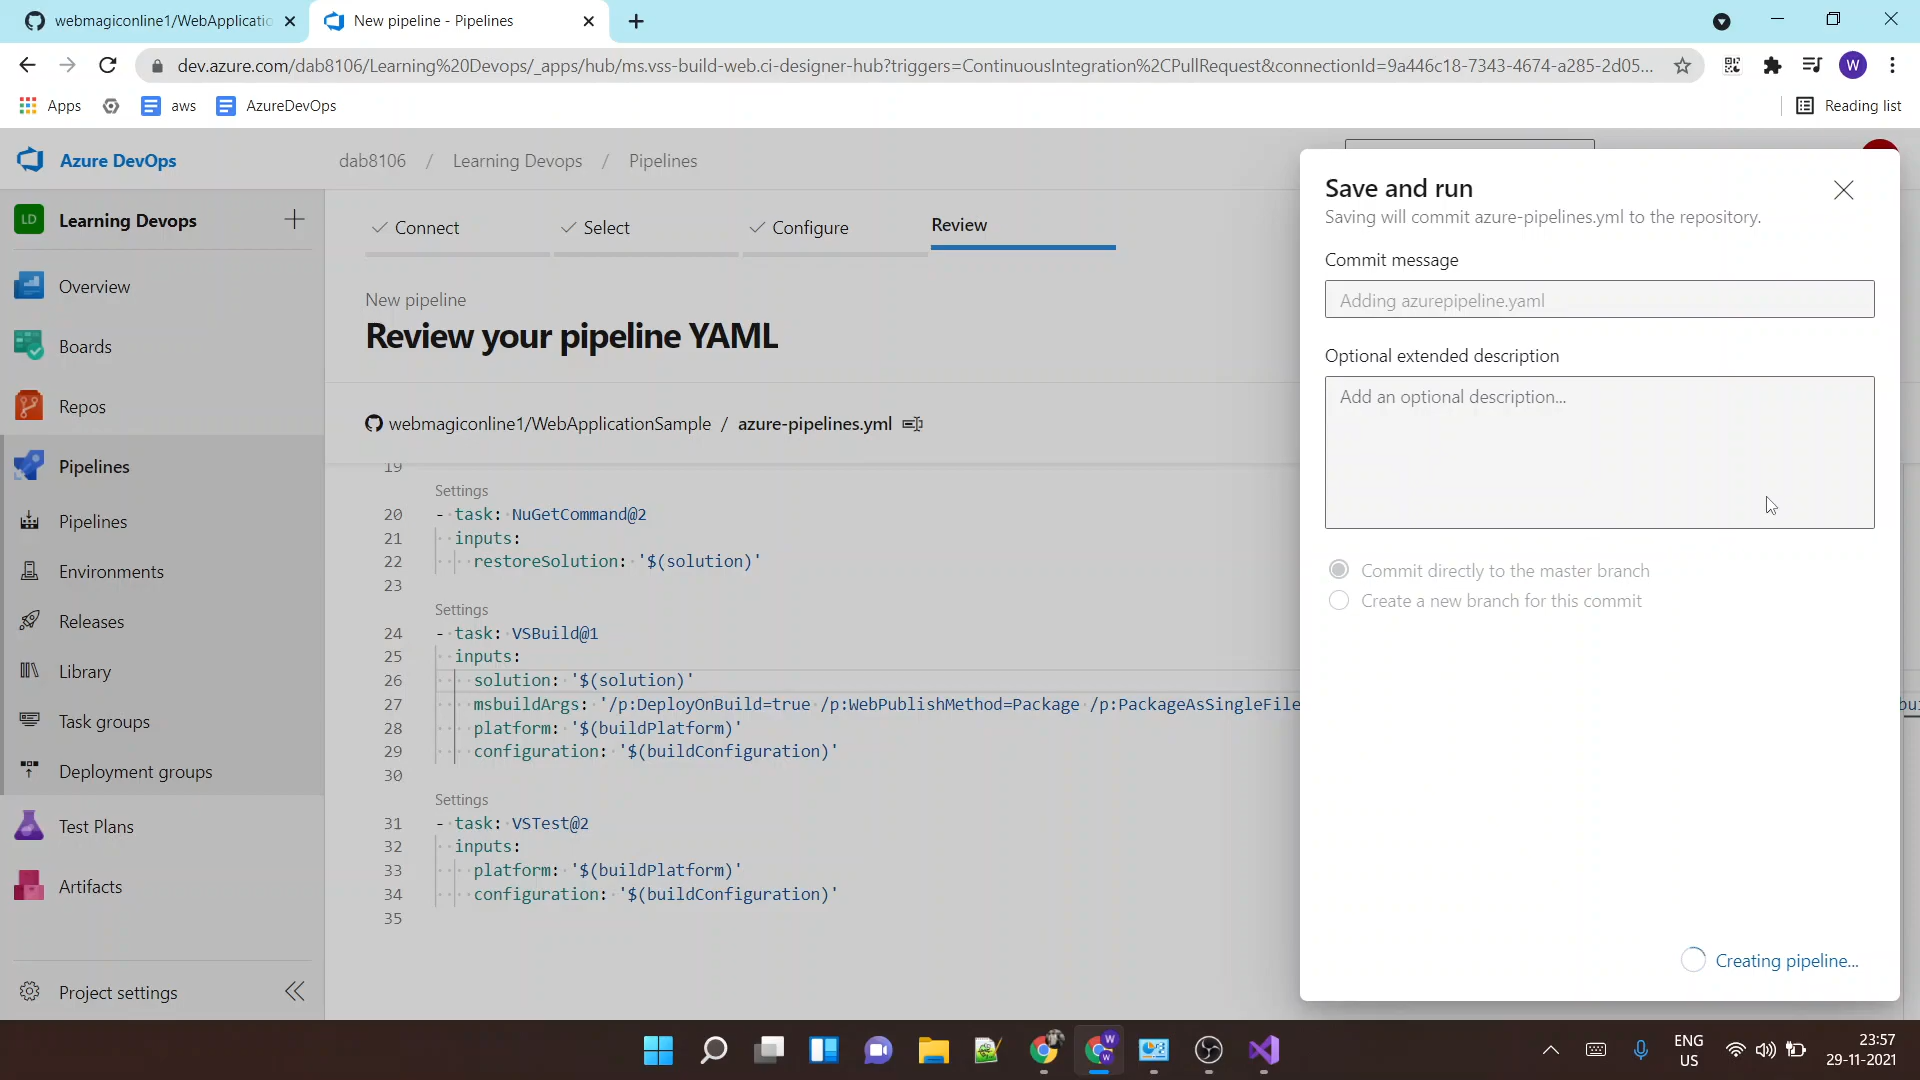 webmagiconline1/WebApplicatio
New pipeline - Pipelines
dev.azure.com/dab8106/Learning%20Devops/_apps/hub/ms.vss-build-web.ci-designer-hub?triggers=ContinuousIntegration%2CPullRequest&connectionId=9a446c18-7343-4674-a285-2d05...
W
Apps
aws
AzureDevOps
Reading list
Azure DevOps
dab8106 / Learning Devops / Pipelines
LD Learning Devops
Overview
Boards
Repos
Pipelines
Pipelines
Environments
Releases
Library
Task groups
Deployment groups
Test Plans
Artifacts
Project settings
Connect
Select
Configure
Review
New pipeline
Review your pipeline YAML
webmagiconline1/WebApplicationSample / azure-pipelines.yml
19
Settings
20 - task: NuGetCommand@2
21 inputs:
22 restoreSolution: '$(solution)'
23
Settings
24 - task: VSBuild@1
25 inputs:
26 solution: '$(solution)'
27 msbuildArgs: '/p:DeployOnBuild=true /p:WebPublishMethod=Package /p:PackageAsSingleFile
28 platform: '$(buildPlatform)'
29 configuration: '$(buildConfiguration)'
30
Settings
31 - task: VSTest@2
32 inputs:
33 platform: '$(buildPlatform)'
34 configuration: '$(buildConfiguration)'
35
Save and run
Saving will commit azure-pipelines.yml to the repository.
Commit message
Adding azurepipeline.yaml
Optional extended description
Add an optional description...
Commit directly to the master branch
Create a new branch for this commit
Creating pipeline...
ENG
US
23:57
29-11-2021